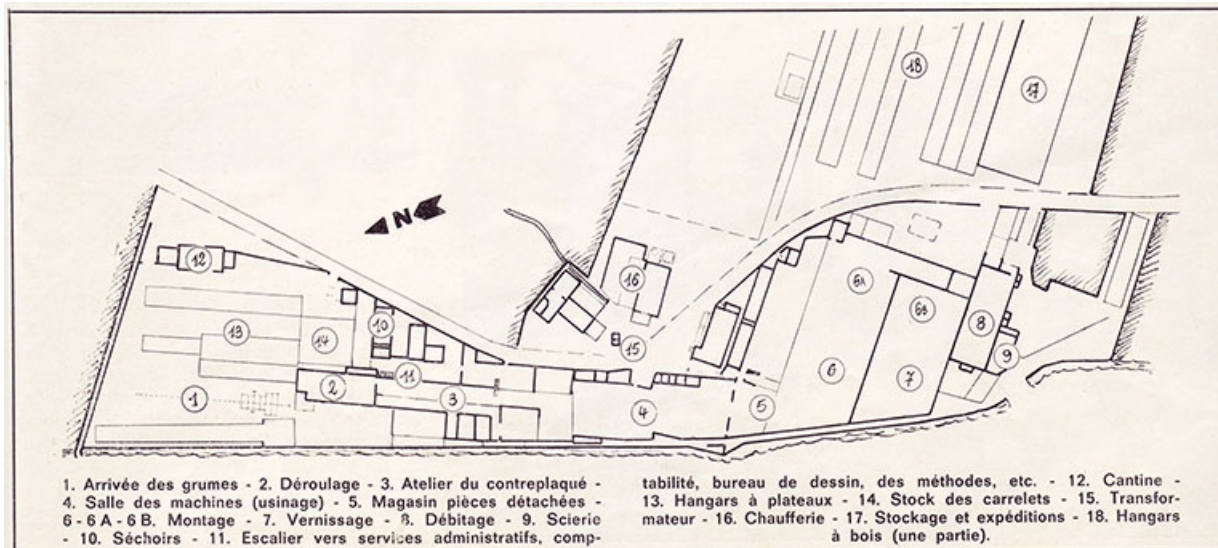 18
17
N
12
16
6A
10
6B
13
14
8
15
11
9
2
6
7
1
3
4
5
1. Arrivée des grumes - 2. Déroulage - 3. Atelier du contreplaqué -
4. Salle des machines (usinage) - 5. Magasin pièces détachées -
6 - 6 A - 6 B. Montage - 7. Vernissage - 8. Débitage - 9. Scierie
- 10. Séchoirs - 11. Escalier vers services administratifs, comp-
tabilité, bureau de dessin, des méthodes, etc. - 12. Cantine -
13. Hangars à plateaux - 14. Stock des carrelets - 15. Transfor-
mateur - 16. Chaufferie - 17. Stockage et expéditions - 18. Hangars
à bois (une partie).